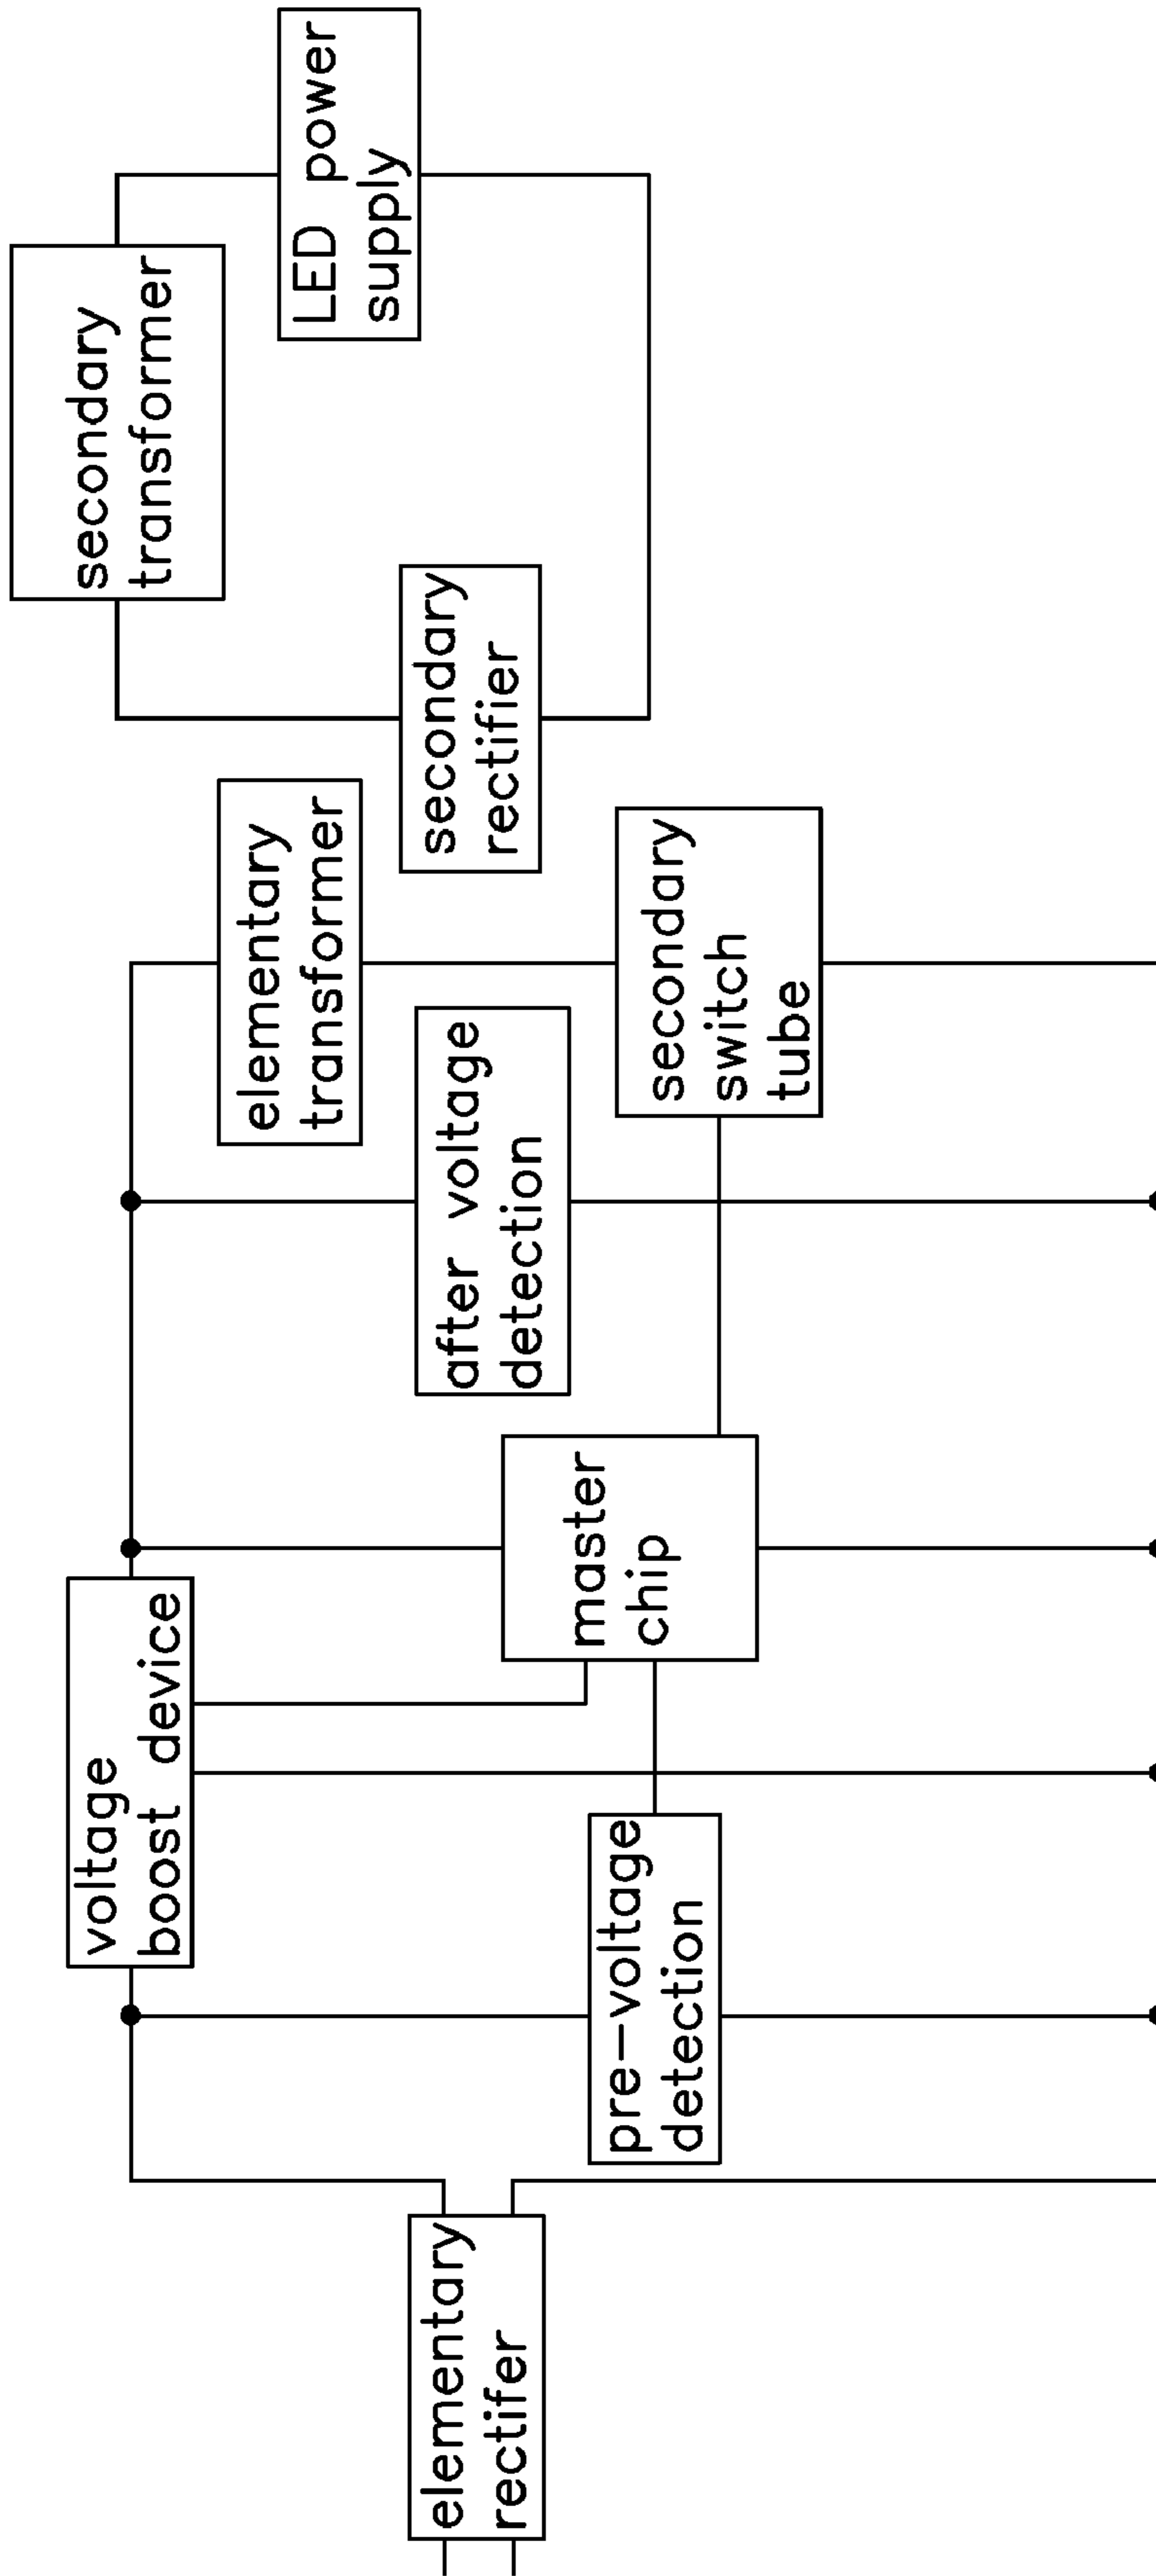 elementary
rectifer
voltage
boost device
pre-voltage
detection
master
chip
after voltage
detection
elementary
transformer
secondary
switch
tube
secondary
rectifier
secondary
transformer
LED power
supply